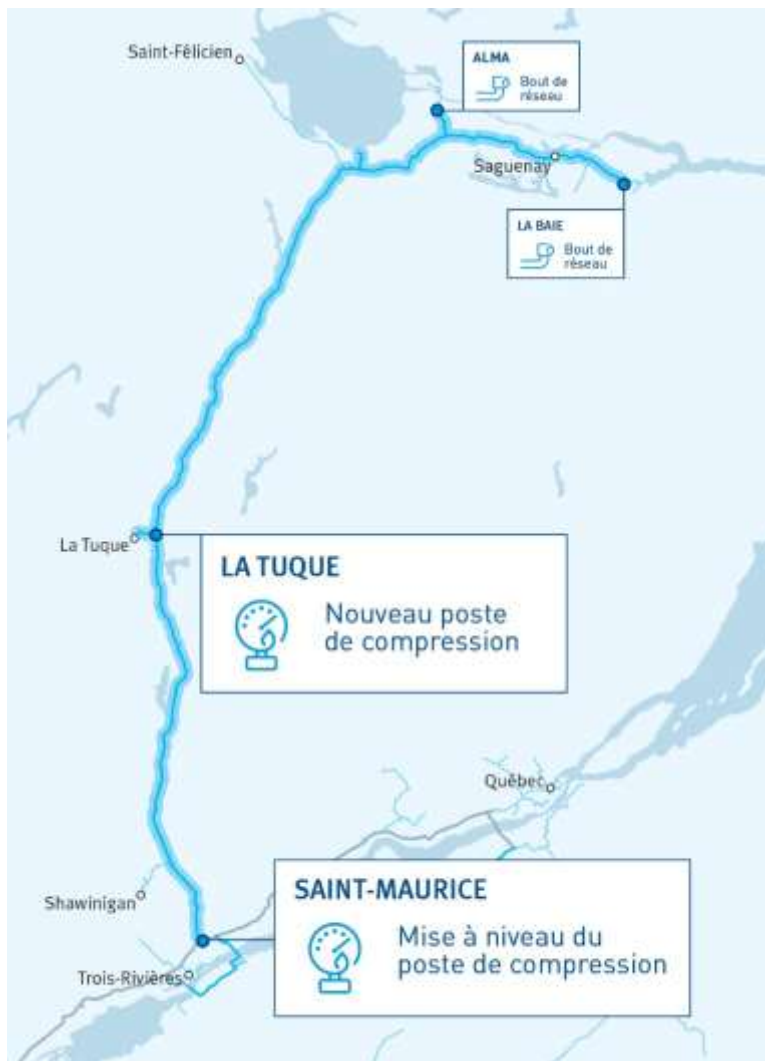 Saint-Félicien
ALMA
Bout de
réseau
Saguenay
LA BAIE
Bout de
réseau
La Tuque
LA TUQUE
Nouveau poste
de compression
Québec
Shawinigan
SAINT-MAURICE
Mise à niveau du
poste de compression
Trois-Rivières